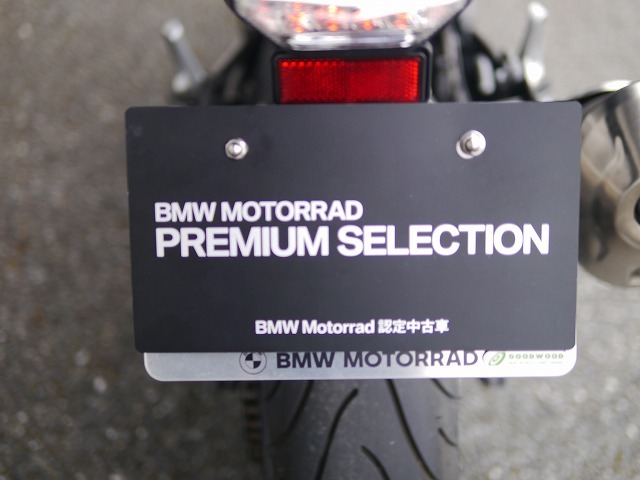 BMW MOTORRAD
PREMIUM SELECTION
BMW Motorrad 認定中古車
BMW MOTORRAD GOODWOOD